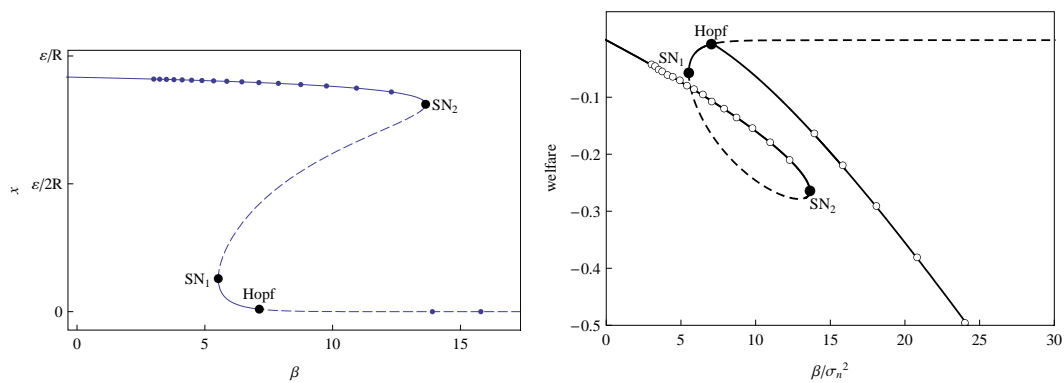 ε/R
SN2
x
ε/2R
SN1
Hopf
0
0 5 10 15
β
Hopf
SN1
−0.1
−0.2
welfare
SN2
−0.3
−0.4
−0.5
0 5 10 15 20 25 30
β/σn²